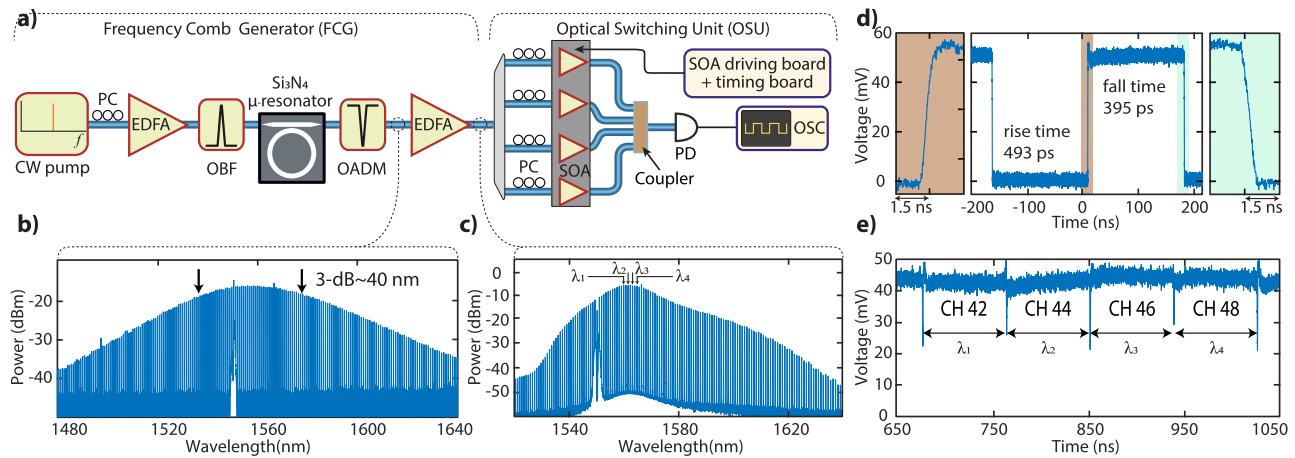 a)
Frequency Comb Generator (FCG)
Optical Switching Unit (OSU)
CW pump
f
PC
EDFA
OBF
Si₃N₄
μ-resonator
OADM
EDFA
PC
SOA
SOA driving board
+ timing board
Coupler
PD
OSC
b)
3-dB~40 nm
Power (dBm)
-20
-30
-40
1480
1520
1560
1600
1640
Wavelength(nm)
c)
λ₁
λ₂
λ₃
λ₄
Power (dBm)
0
-10
-20
-30
-40
-50
1540
1580
1620
Wavelength(nm)
d)
Voltage (mV)
60
40
20
0
rise time
493 ps
fall time
395 ps
1.5 ns
-200
-100
0
100
200
1.5 ns
Time (ns)
e)
Voltage (mV)
50
40
30
20
10
0
CH 42
CH 44
CH 46
CH 48
λ₁
λ₂
λ₃
λ₄
650
750
850
950
1050
Time (ns)